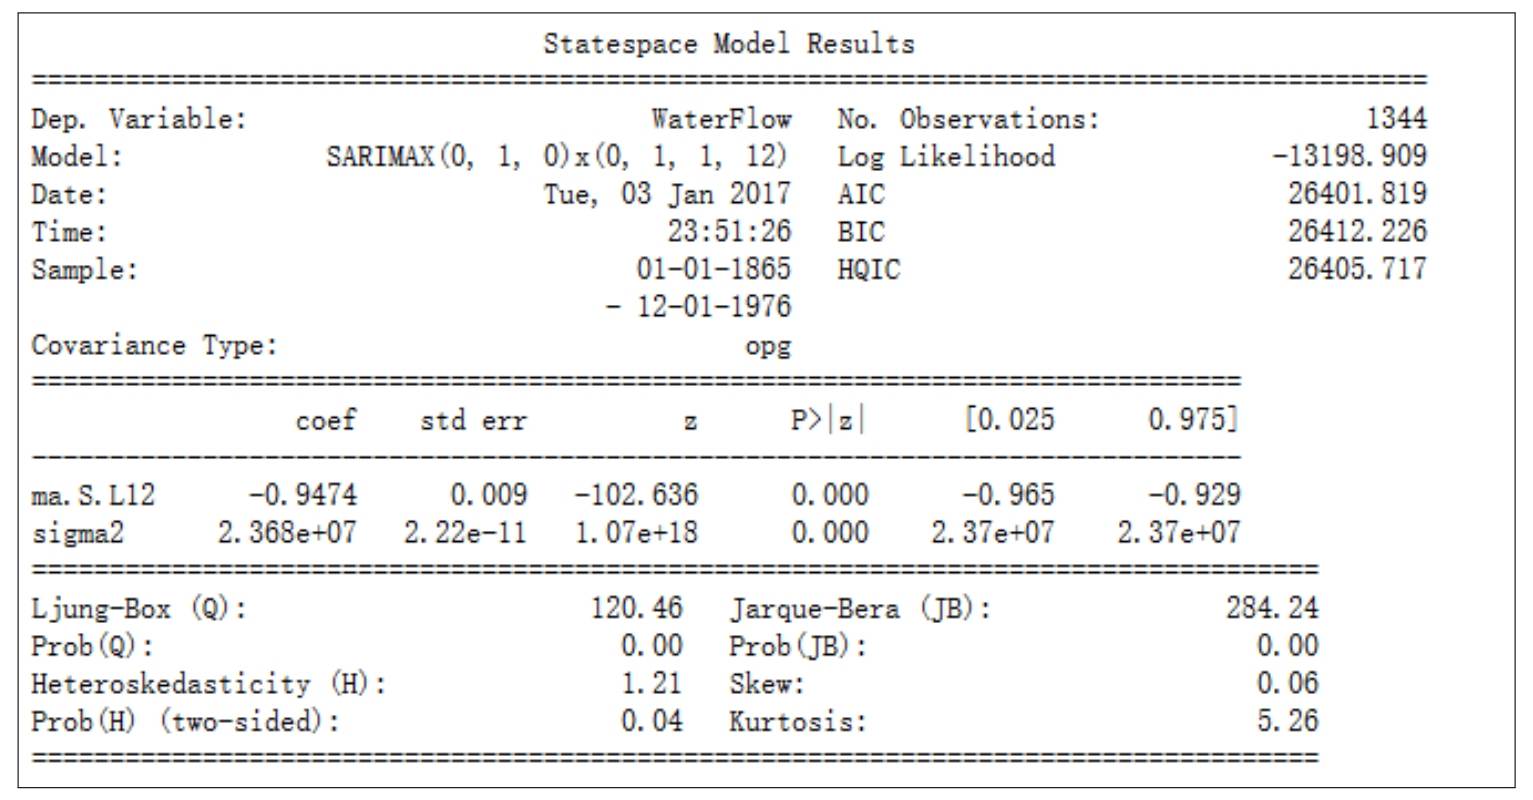 Statespace Model Results
==========================================================================================
Dep. Variable: WaterFlow No. Observations: 1344
Model: SARIMAX(0, 1, 0)x(0, 1, 1, 12) Log Likelihood -13198.909
Date: Tue, 03 Jan 2017 AIC 26401.819
Time: 23:51:26 BIC 26412.226
Sample: 01-01-1865 HQIC 26405.717
- 12-01-1976
Covariance Type: opg
==============================================================================
coef std err z P>|z| [0.025 0.975]
------------------------------------------------------------------------------
ma.S.L12 -0.9474 0.009 -102.636 0.000 -0.965 -0.929
sigma2 2.368e+07 2.22e-11 1.07e+18 0.000 2.37e+07 2.37e+07
===================================================================================
Ljung-Box (Q): 120.46 Jarque-Bera (JB): 284.24
Prob(Q): 0.00 Prob(JB): 0.00
Heteroskedasticity (H): 1.21 Skew: 0.06
Prob(H) (two-sided): 0.04 Kurtosis: 5.26
===================================================================================